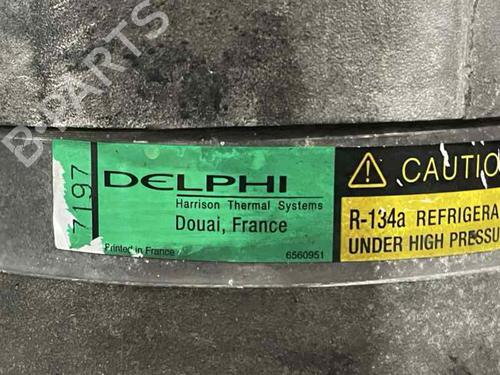 B-PARTS
7197
DELPHI
Harrison Thermal Systems
Douai, France
Printed in France
6560951
⚠ CAUTIO
R-134a REFRIGERA
UNDER HIGH PRESSU